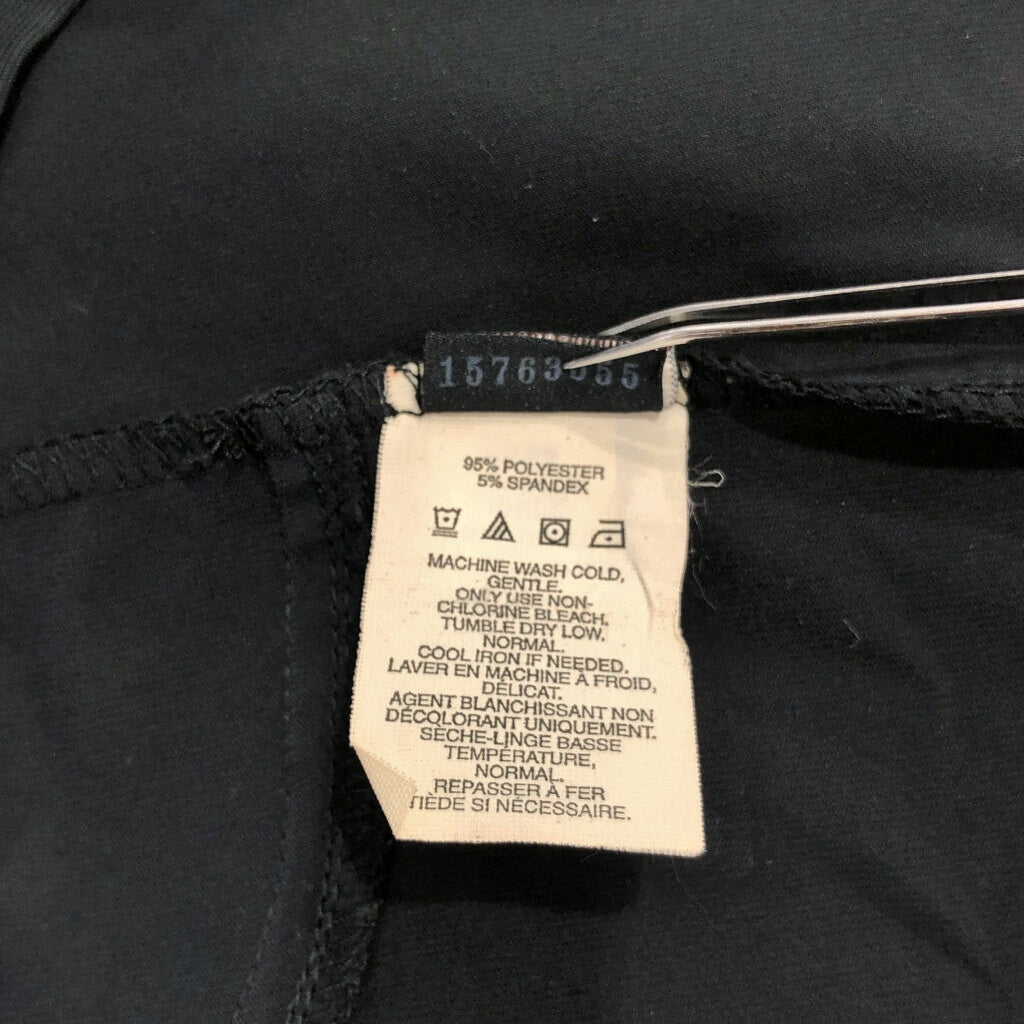 95% POLYESTER
5% SPANDEX
MACHINE WASH COLD,
GENTLE.
ONLY USE NON-
CHLORINE BLEACH.
TUMBLE DRY LOW,
NORMAL.
COOL IRON IF NEEDED.
LAVER EN MACHINE À FROID,
DÉLICAT.
AGENT BLANCHISSANT NON
DÉCOLORANT UNIQUEMENT.
SÈCHE-LINGE BASSE
TEMPÉRATURE,
NORMAL.
REPASSER À FER
TIÈDE SI NÉCESSAIRE.